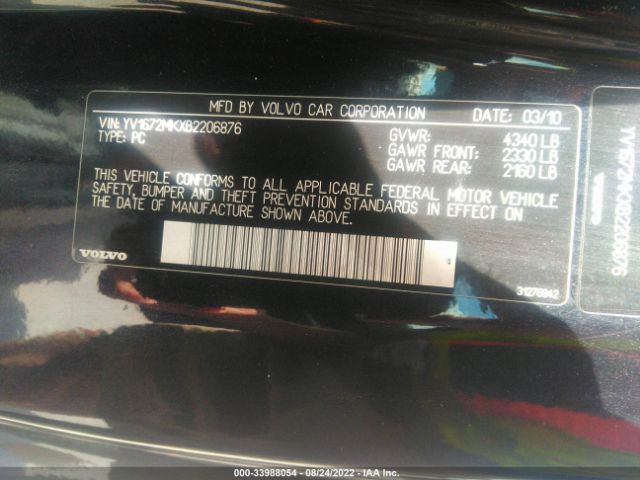 MFD BY VOLVO CAR CORPORATION DATE: 03/10
VIN: YV1672MKXB2206876
TYPE: PC
GVWR: 4340 LB
GAWR FRONT: 2330 LB
GAWR REAR: 2160 LB
THIS VEHICLE CONFORMS TO ALL APPLICABLE FEDERAL MOTOR VEHICLE
SAFETY, BUMPER AND THEFT PREVENTION STANDARDS IN EFFECT ON
THE DATE OF MANUFACTURE SHOWN ABOVE.
VOLVO
31276842
000-33988054 - 08/24/2022 - IAA Inc.